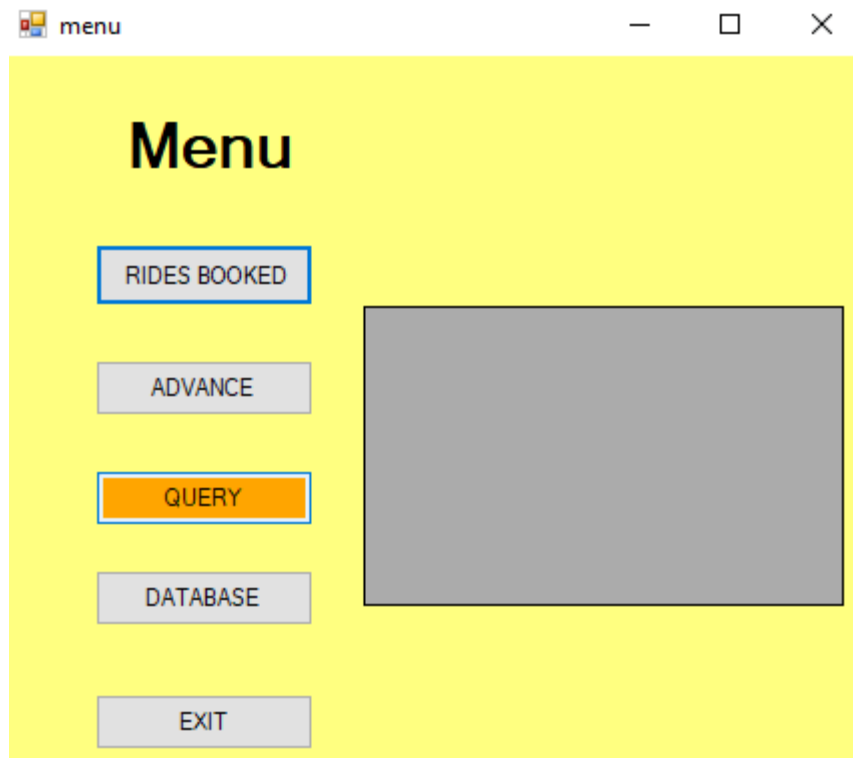 menu
Menu
RIDES BOOKED
ADVANCE
QUERY
DATABASE
EXIT